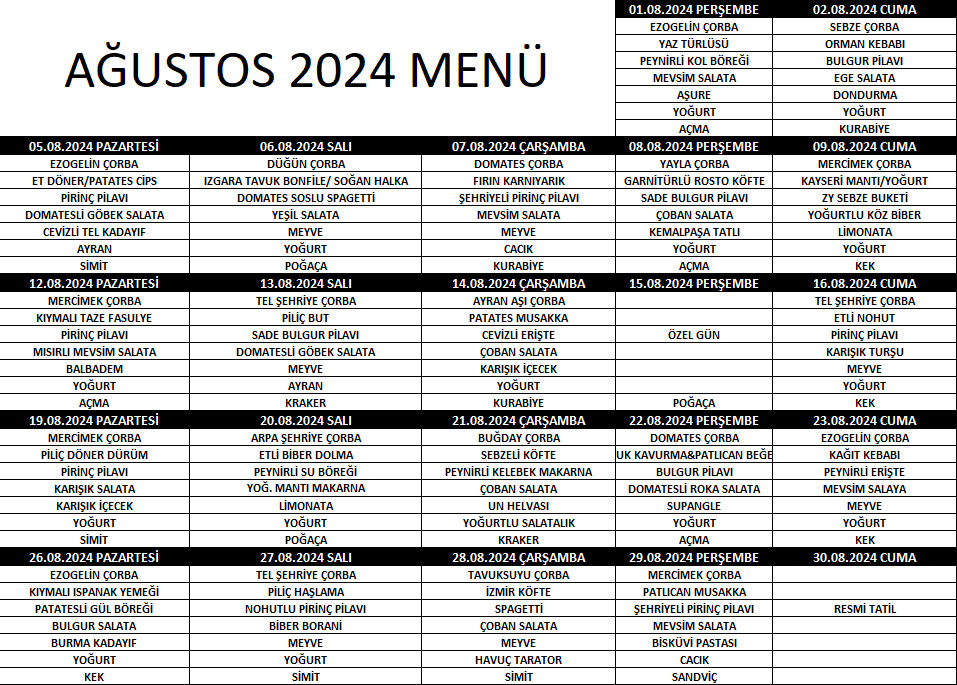 AĞUSTOS 2024 MENÜ
01.08.2024 PERŞEMBE 02.08.2024 CUMA
EZOGELİN ÇORBA SEBZE ÇORBA
YAZ TÜRLÜSÜ ORMAN KEBABI
PEYNİRLİ KOL BÖREĞİ BULGUR PİLAVI
MEVSİM SALATA EGE SALATA
AŞURE DONDURMA
YOĞURT YOĞURT
AÇMA KURABİYE
05.08.2024 PAZARTESİ 06.08.2024 SALI 07.08.2024 ÇARŞAMBA 08.08.2024 PERŞEMBE 09.08.2024 CUMA
EZOGELİN ÇORBA DÜĞÜN ÇORBA DOMATES ÇORBA YAYLA ÇORBA MERCİMEK ÇORBA
ET DÖNER/PATATES CİPS IZGARA TAVUK BONFİLE/ SOĞAN HALKA FIRIN KARNIYARIK GARNİTÜRLÜ ROSTO KÖFTE KAYSERİ MANTI/YOĞURT
PİRİNÇ PİLAVI DOMATES SOSLU SPAGETTİ ŞEHRİYELİ PİRİNÇ PİLAVI SADE BULGUR PİLAVI ZY SEBZE BUKETİ
DOMATESLİ GÖBEK SALATA YEŞİL SALATA MEVSİM SALATA ÇOBAN SALATA YOĞURTLU KÖZ BİBER
CEVİZLİ TEL KADAYIF MEYVE MEYVE KEMALPAŞA TATLI LİMONATA
AYRAN YOĞURT CACIK YOĞURT YOĞURT
SİMİT POĞAÇA KURABİYE AÇMA KEK
12.08.2024 PAZARTESİ 13.08.2024 SALI 14.08.2024 ÇARŞAMBA 15.08.2024 PERŞEMBE 16.08.2024 CUMA
MERCİMEK ÇORBA TEL ŞEHRİYE ÇORBA AYRAN AŞI ÇORBA TEL ŞEHRİYE ÇORBA
KIYMALI TAZE FASULYE PİLİÇ BUT PATATES MUSAKKA ETLİ NOHUT
PİRİNÇ PİLAVI SADE BULGUR PİLAVI CEVİZLİ ERİŞTE ÖZEL GÜN PİRİNÇ PİLAVI
MISIRLI MEVSİM SALATA DOMATESLİ GÖBEK SALATA ÇOBAN SALATA KARIŞIK TURŞU
BALBADEM MEYVE KARIŞIK İÇECEK MEYVE
YOĞURT AYRAN YOĞURT YOĞURT
AÇMA KRAKER KURABİYE POĞAÇA KEK
19.08.2024 PAZARTESİ 20.08.2024 SALI 21.08.2024 ÇARŞAMBA 22.08.2024 PERŞEMBE 23.08.2024 CUMA
MERCİMEK ÇORBA ARPA ŞEHRİYE ÇORBA BUĞDAY ÇORBA DOMATES ÇORBA EZOGELİN ÇORBA
PİLİÇ DÖNER DÜRÜM ETLİ BİBER DOLMA SEBZELİ KÖFTE UK KAVURMA&PATLICAN BEĞE KAĞIT KEBABI
PİRİNÇ PİLAVI PEYNİRLİ SU BÖREĞİ PEYNİRLİ KELEBEK MAKARNA BULGUR PİLAVI PEYNİRLİ ERİŞTE
KARIŞIK SALATA YOĞ. MANTI MAKARNA ÇOBAN SALATA DOMATESLİ ROKA SALATA MEVSİM SALAYA
KARIŞIK İÇECEK LİMONATA UN HELVASI SUPANGLE MEYVE
YOĞURT YOĞURT YOĞURTLU SALATALIK YOĞURT YOĞURT
SİMİT POĞAÇA KRAKER AÇMA KEK
26.08.2024 PAZARTESİ 27.08.2024 SALI 28.08.2024 ÇARŞAMBA 29.08.2024 PERŞEMBE 30.08.2024 CUMA
EZOGELİN ÇORBA TEL ŞEHRİYE ÇORBA TAVUKSUYU ÇORBA MERCİMEK ÇORBA
KIYMALI ISPANAK YEMEĞİ PİLİÇ HAŞLAMA İZMİR KÖFTE PATLICAN MUSAKKA
PATATESLİ GÜL BÖREĞİ NOHUTLU PİRİNÇ PİLAVI SPAGETTİ ŞEHRİYELİ PİRİNÇ PİLAVI RESMİ TATİL
BULGUR SALATA BİBER BORANİ ÇOBAN SALATA MEVSİM SALATA
BURMA KADAYIF MEYVE MEYVE BİSKÜVİ PASTASI
YOĞURT YOĞURT HAVUÇ TARATOR CACIK
KEK SİMİT SİMİT SANDVİÇ